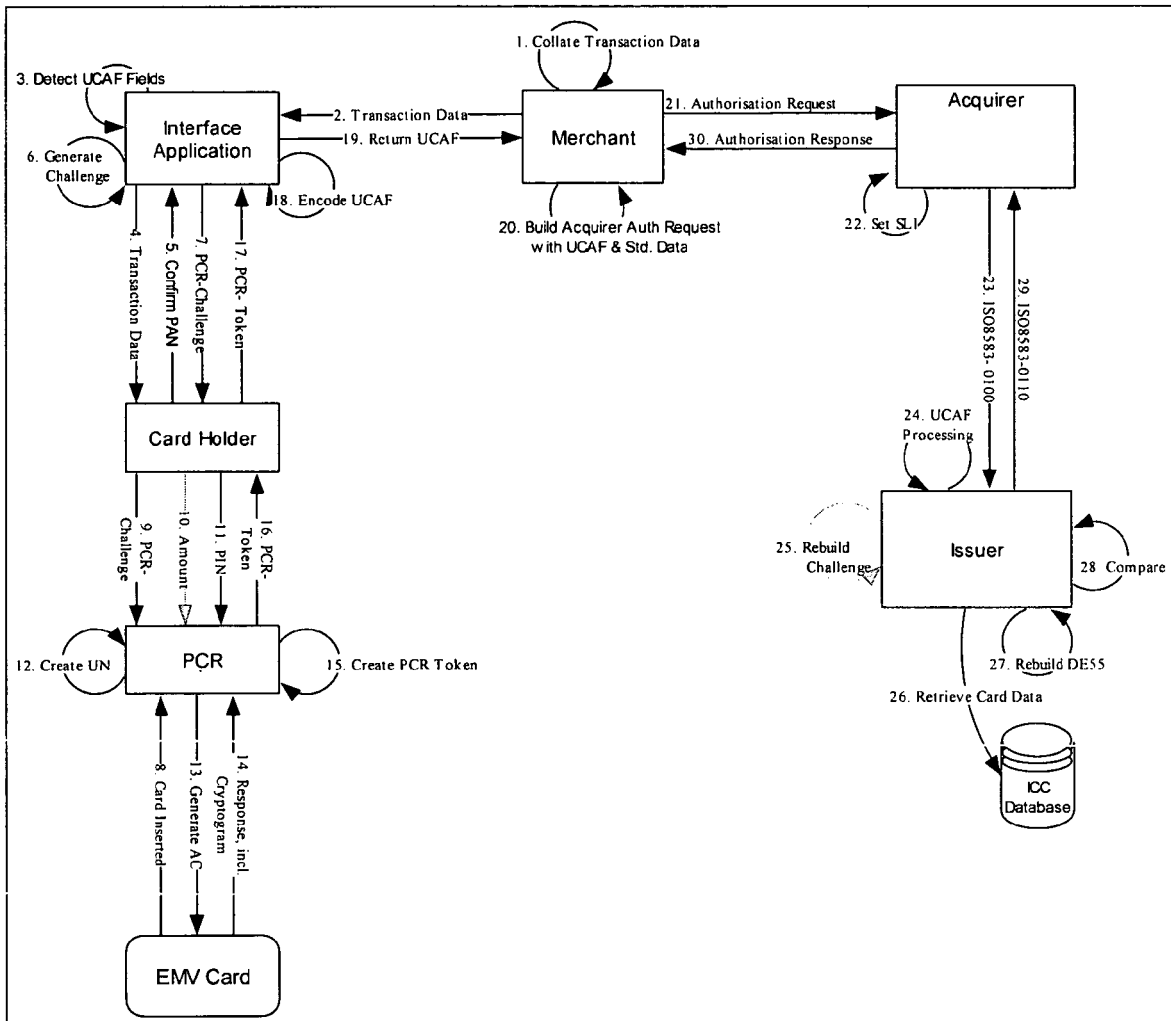 1. Collate Transaction Data
3. Detect UCAF Fields
Interface
Application
2. Transaction Data
19. Return UCAF
Merchant
21. Authorisation Request
30. Authorisation Response
Acquirer
6. Generate
Challenge
18. Encode UCAF
20. Build Acquirer Auth Request
with UCAF & Std. Data
22. Set SLI
4. Transaction Data
5. Confirm PAN
7. PCR-Challenge
17. PCR- Token
23. ISO8583- 0100
29. ISO8583-0110
Card Holder
24. UCAF
Processing
9. PCR-
Challenge
10. Amount
11. PIN
16. PCR-
Token
25. Rebuild
Challenge
Issuer
28. Compare
12. Create UN
PCR
15. Create PCR Token
27. Rebuild DE55
26. Retrieve Card Data
8. Card Inserted
13. Generate AC
14. Response, incl.
Cryptogram
ICC
Database
EMV Card